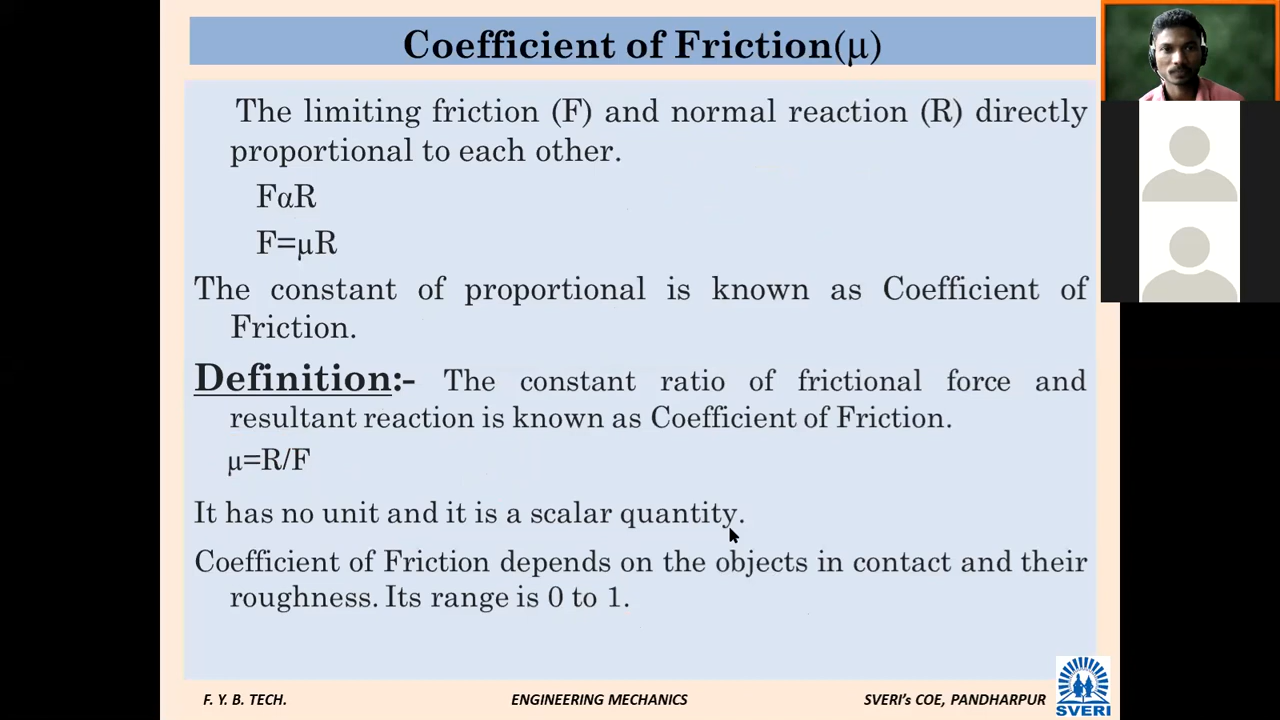 Coefficient of Friction(μ)
The limiting friction (F) and normal reaction (R) directly
proportional to each other.
FαR
F=μR
The constant of proportional is known as Coefficient of
Friction.
Definition:- The constant ratio of frictional force and
resultant reaction is known as Coefficient of Friction.
μ=R/F
It has no unit and it is a scalar quantity.
Coefficient of Friction depends on the objects in contact and their
roughness. Its range is 0 to 1.
F. Y. B. TECH.
ENGINEERING MECHANICS
SVERI's COE, PANDHARPUR
SVERI